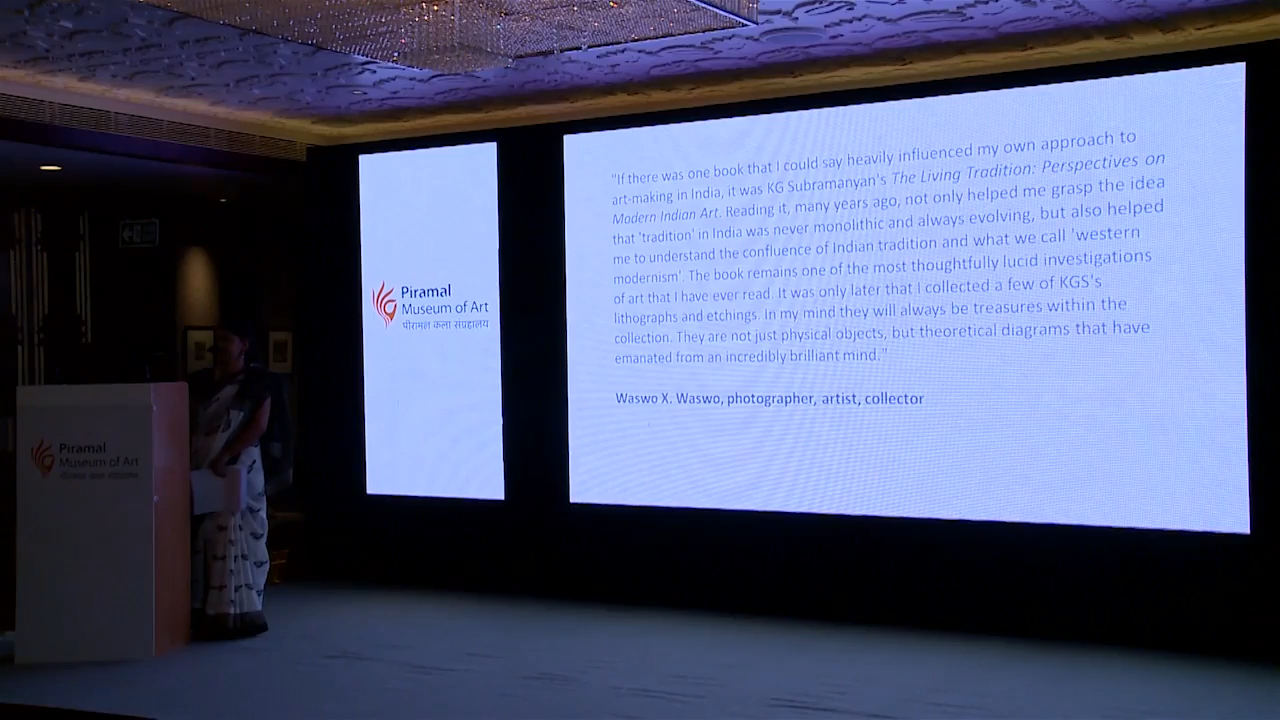 "If there was one book that I could say heavily influenced my own approach to
art-making in India, it was KG Subramanyan's The Living Tradition: Perspectives on
Modern Indian Art. Reading it, many years ago, not only helped me grasp the idea
that 'tradition' in India was never monolithic and always evolving, but also helped
me to understand the confluence of Indian tradition and what we call 'western
modernism'. The book remains one of the most thoughtfully lucid investigations
of art that I have ever read. It was only later that I collected a few of KGS's
lithographs and etchings. In my mind they will always be treasures within the
collection. They are not just physical objects, but theoretical diagrams that have
emanated from an incredibly brilliant mind."
Waswo X. Waswo, photographer, artist, collector
Piramal
Museum of Art
पीरामल कला संग्रहालय
Piramal
Museum of Art